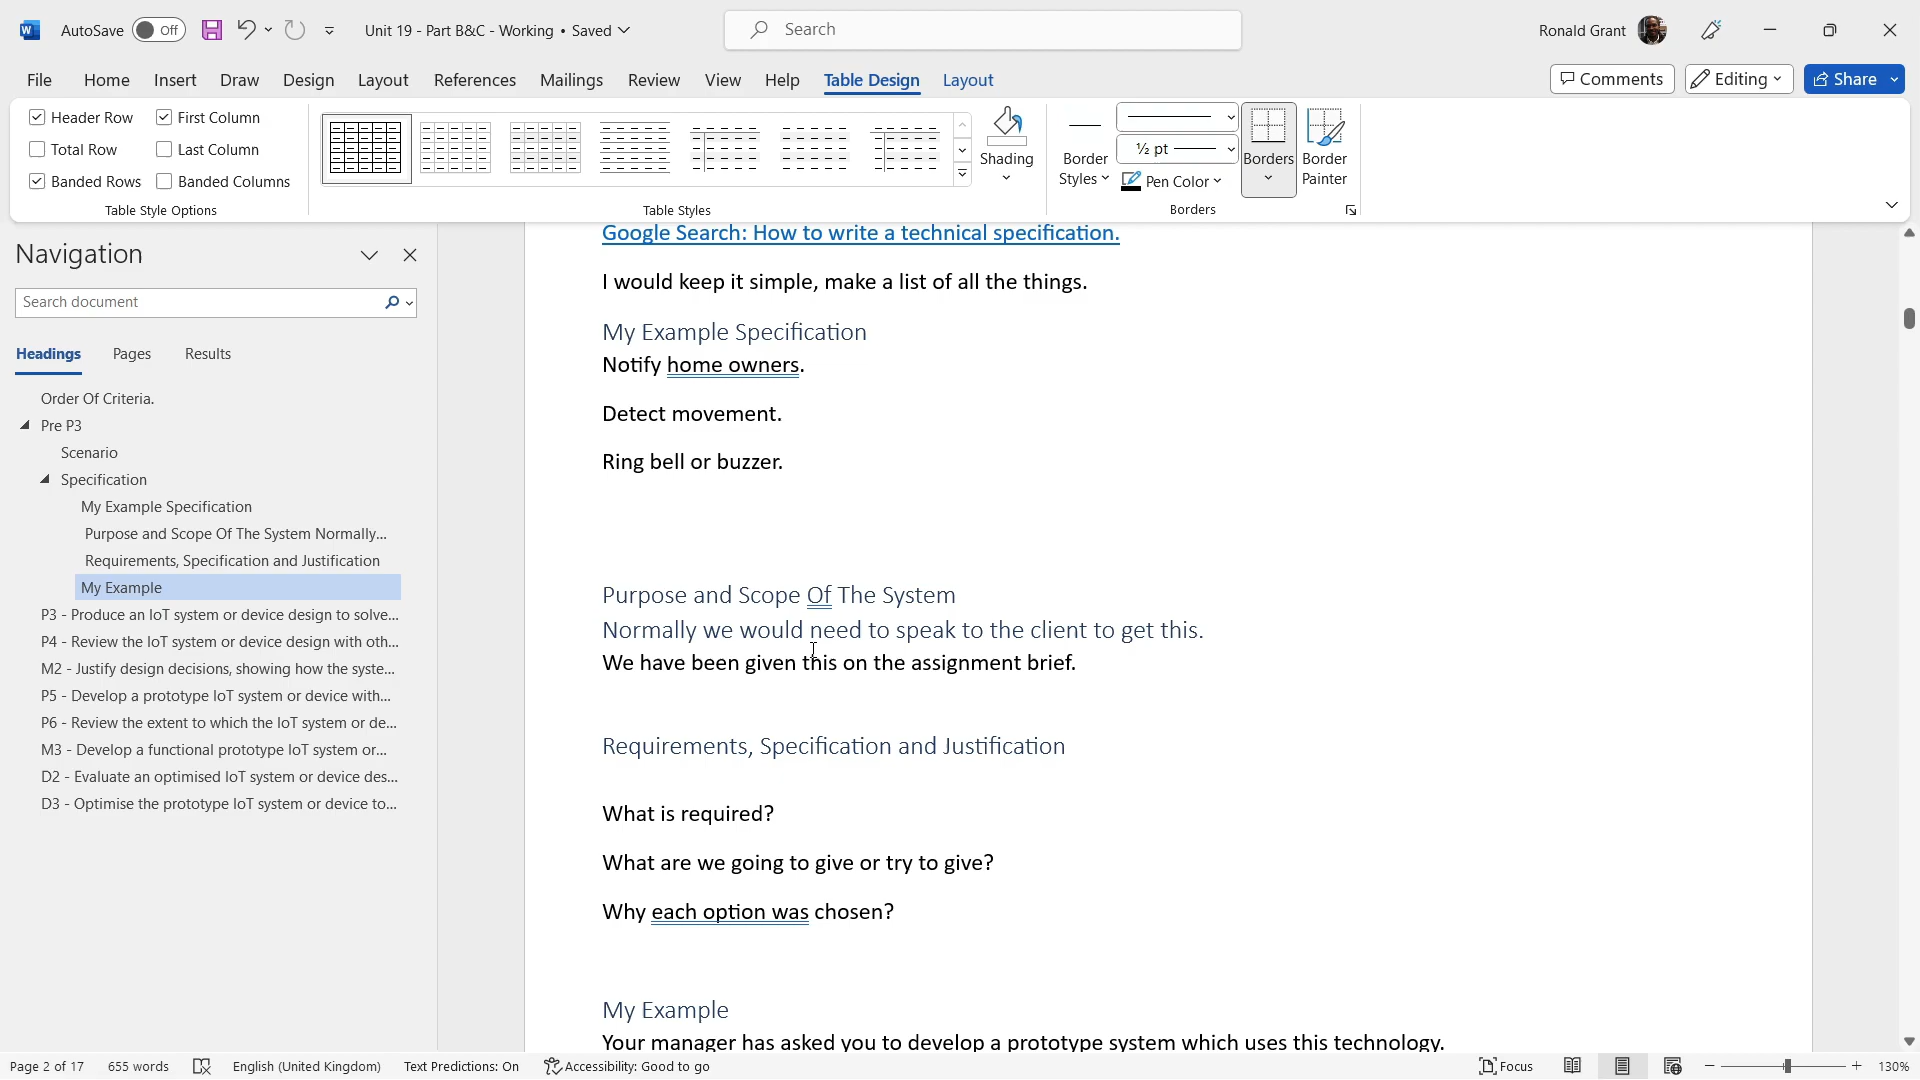 AutoSave Off Unit 19 - Part B&C - Working • Saved Search Ronald Grant
File Home Insert Draw Design Layout References Mailings Review View Help Table Design Layout Comments Editing Share
Header Row First Column
Total Row Last Column
Banded Rows Banded Columns
Table Style Options
Table Styles
Shading
Border Styles
½ pt
Pen Color
Borders
Border Painter
Borders
Navigation
Search document
Headings Pages Results
Order Of Criteria.
Pre P3
Scenario
Specification
My Example Specification
Purpose and Scope Of The System Normally...
Requirements, Specification and Justification
My Example
P3 - Produce an IoT system or device design to solve...
P4 - Review the IoT system or device design with oth...
M2 - Justify design decisions, showing how the syste...
P5 - Develop a prototype IoT system or device with...
P6 - Review the extent to which the IoT system or de...
M3 - Develop a functional prototype IoT system or...
D2 - Evaluate an optimised IoT system or device des...
D3 - Optimise the prototype IoT system or device to...
Google Search: How to write a technical specification.
I would keep it simple, make a list of all the things.
My Example Specification
Notify home owners.
Detect movement.
Ring bell or buzzer.
Purpose and Scope Of The System
Normally we would need to speak to the client to get this.
We have been given this on the assignment brief.
Requirements, Specification and Justification
What is required?
What are we going to give or try to give?
Why each option was chosen?
My Example
Your manager has asked you to develop a prototype system which uses this technology.
Page 2 of 17 655 words English (United Kingdom) Text Predictions: On Accessibility: Good to go Focus 130%